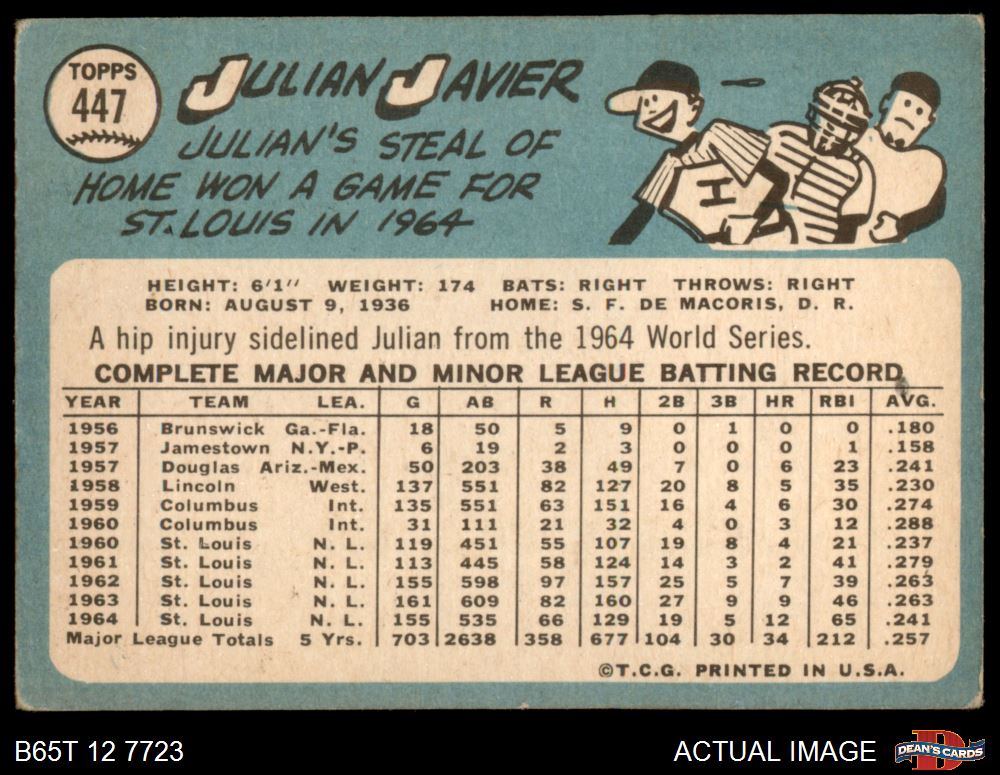 TOPPS
447
JULIAN JAVIER
JULIAN'S STEAL OF
HOME WON A GAME FOR
ST. LOUIS IN 1964
H
HEIGHT: 6'1" WEIGHT: 174 BATS: RIGHT THROWS: RIGHT
BORN: AUGUST 9, 1936 HOME: S. F. DE MACORIS, D. R.
A hip injury sidelined Julian from the 1964 World Series.
COMPLETE MAJOR AND MINOR LEAGUE BATTING RECORD
YEAR TEAM LEA. G AB R H 2B 3B HR RBI AVG.
1956 Brunswick Ga.-Fla. 18 50 5 9 0 1 0 0 .180
1957 Jamestown N.Y.-P. 6 19 2 3 0 0 0 1 .158
1957 Douglas Ariz.-Mex. 50 203 38 49 7 0 6 23 .241
1958 Lincoln West. 137 551 82 127 20 8 5 35 .230
1959 Columbus Int. 135 551 63 151 16 4 6 30 .274
1960 Columbus Int. 31 111 21 32 4 0 3 12 .288
1960 St. Louis N. L. 119 451 55 107 19 8 4 21 .237
1961 St. Louis N. L. 113 445 58 124 14 3 2 41 .279
1962 St. Louis N. L. 155 598 97 157 25 5 7 39 .263
1963 St. Louis N. L. 161 609 82 160 27 9 9 46 .263
1964 St. Louis N. L. 155 535 66 129 19 5 12 65 .241
Major League Totals 5 Yrs. 703 2638 358 677 104 30 34 212 .257
©T.C.G. PRINTED IN U.S.A.
B65T 12 7723
ACTUAL IMAGE
DEAN'S CARDS